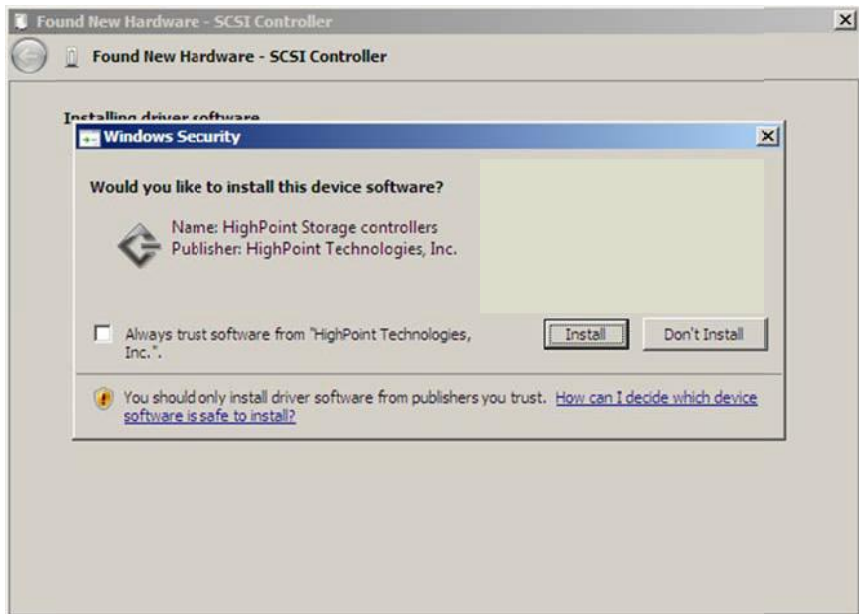 Found New Hardware - SCSI Controller
Found New Hardware - SCSI Controller
Installing driver software
Windows Security
Would you like to install this device software?
Name: HighPoint Storage controllers
Publisher: HighPoint Technologies, Inc.
Always trust software from "HighPoint Technologies,
Inc.".
Install
Don't Install
You should only install driver software from publishers you trust. How can I decide which device
software is safe to install?